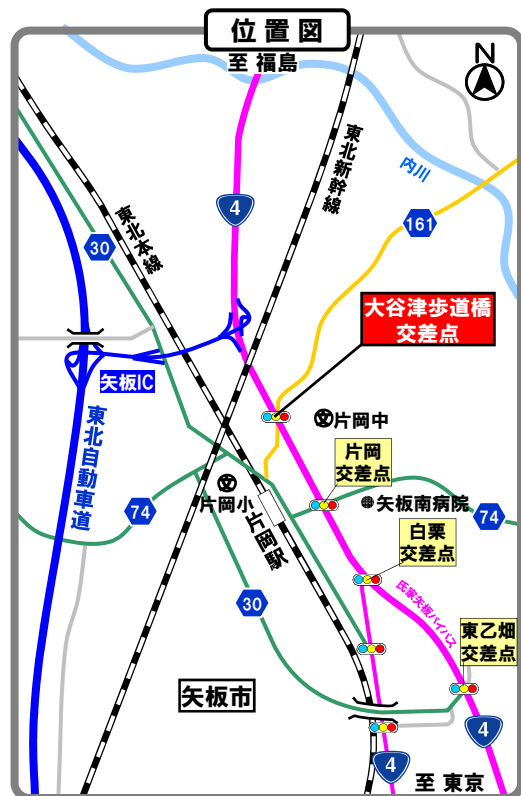 位置図
至 福島
N
東北新幹線
内川
4
161
東北本線
30
大谷津歩道橋
交差点
矢板IC
片岡中
東北自動車道
片岡
交差点
文
片岡小
文
矢板南病院
74
74
白栗
交差点
片岡駅
氏家矢板バイパス
30
東乙畑
交差点
矢板市
4
4
至 東京